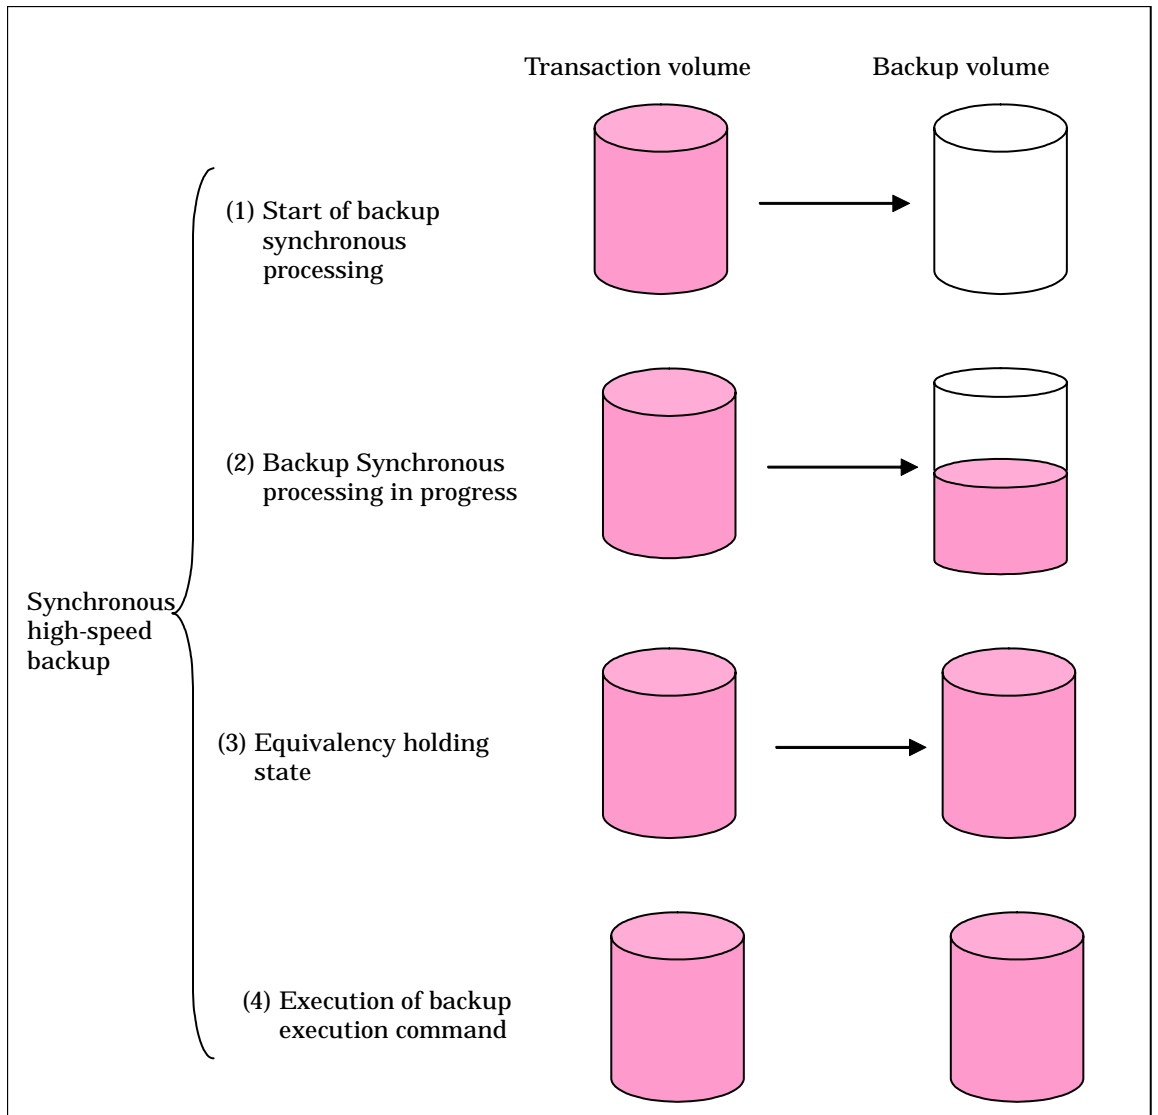 Transaction volume
Backup volume
(1) Start of backup
synchronous
processing
(2) Backup Synchronous
processing in progress
Synchronous
high-speed
backup
(3) Equivalency holding
state
(4) Execution of backup
execution command